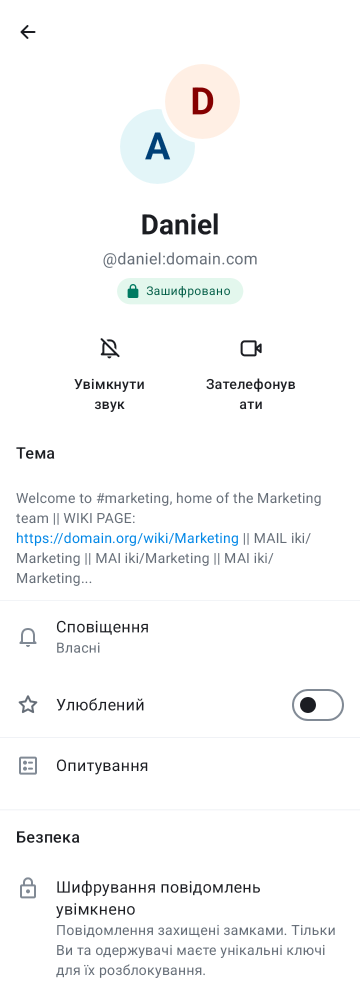 D
A
Daniel
@daniel:domain.com
Зашифровано
Увімкнути
звук
Зателефонув
ати
Тема
Welcome to #marketing, home of the Marketing
team || WIKI PAGE:
https://domain.org/wiki/Marketing || MAIL iki/
Marketing || MAI iki/Marketing || MAI iki/
Marketing...
Сповіщення
Власні
Улюблений
Опитування
Безпека
Шифрування повідомлень
увімкнено
Повідомлення захищені замками. Тільки
Ви та одержувачі маєте унікальні ключі
для їх розблокування.